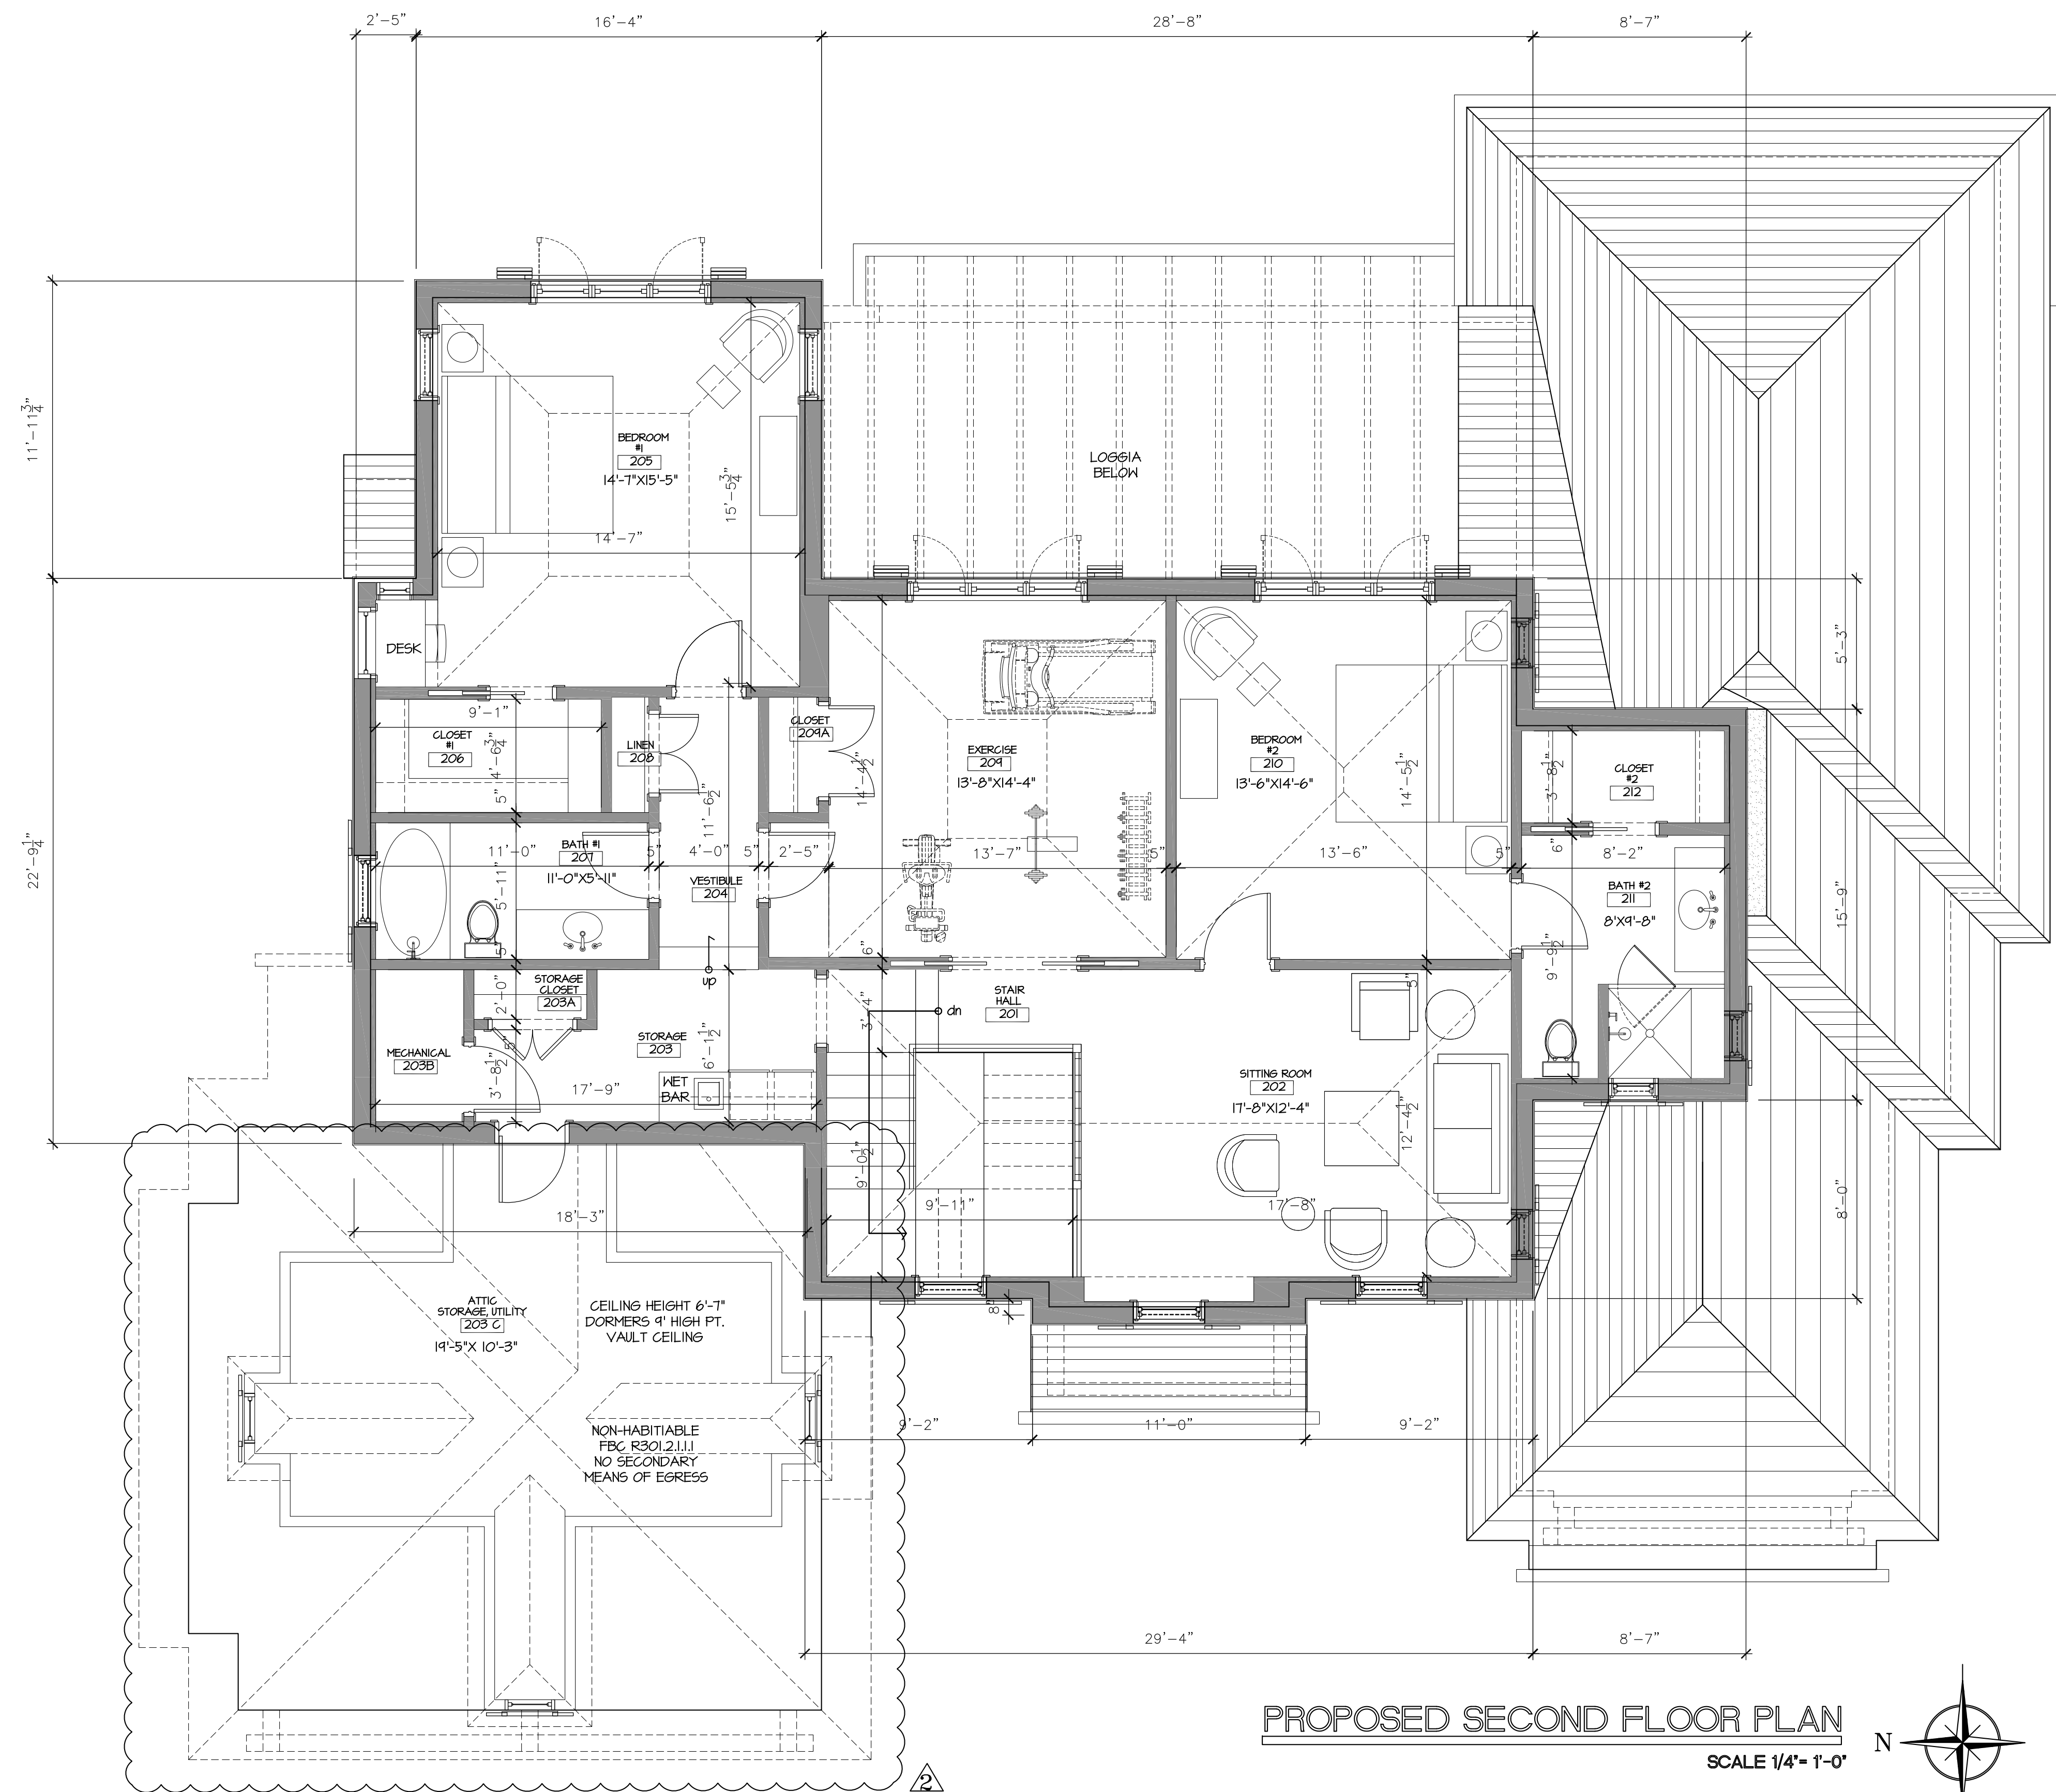 2'-5"
16'-4"
28'-8"
8'-7"
11'-11 3/4"
22'-9 1/4"
BEDROOM
#1
205
14'-7"X15'-5"
15'-5 3/4"
14'-7"
LOGGIA
BELOW
DESK
9'-1"
CLOSET
#1
206
4'-6 3/4"
5"
LINEN
208
CLOSET
209A
11'-6 1/2"
14'-4 1/2"
EXERCISE
209
13'-8"X14'-4"
BEDROOM
#2
210
13'-6"X14'-6"
14'-5 1/2"
CLOSET
#2
212
3'-8 1/2"
5'-3"
BATH #1
207
11'-0"
11'-0"X5'-11"
5'-11"
5"
5"
4'-0"
5"
2'-5"
VESTIBULE
204
13'-7"
5"
13'-6"
5"
6"
8'-2"
BATH #2
211
8'X9'-8"
9'-9 1/2"
15'-9"
up
6"
5"
STORAGE
CLOSET
203A
2'-0"
5"
MECHANICAL
203B
3'-8 1/2"
STORAGE
203
6'-1 1/2"
17'-9"
WET
BAR
3'-4"
dn
STAIR
HALL
201
SITTING ROOM
202
17'-8"X12'-4"
12'-4 1/2"
9'-0 1/2"
9'-11"
17'-8"
8'-0"
18'-3"
8"
ATTIC
STORAGE, UTILITY
203 C
19'-5"X 10'-3"
CEILING HEIGHT 6'-7"
DORMERS 9' HIGH PT.
VAULT CEILING
NON-HABITIABLE
FBC R301.2.1.1.1
NO SECONDARY
MEANS OF EGRESS
9'-2"
11'-0"
9'-2"
29'-4"
8'-7"
PROPOSED SECOND FLOOR PLAN
SCALE 1/4"= 1'-0"
N
2